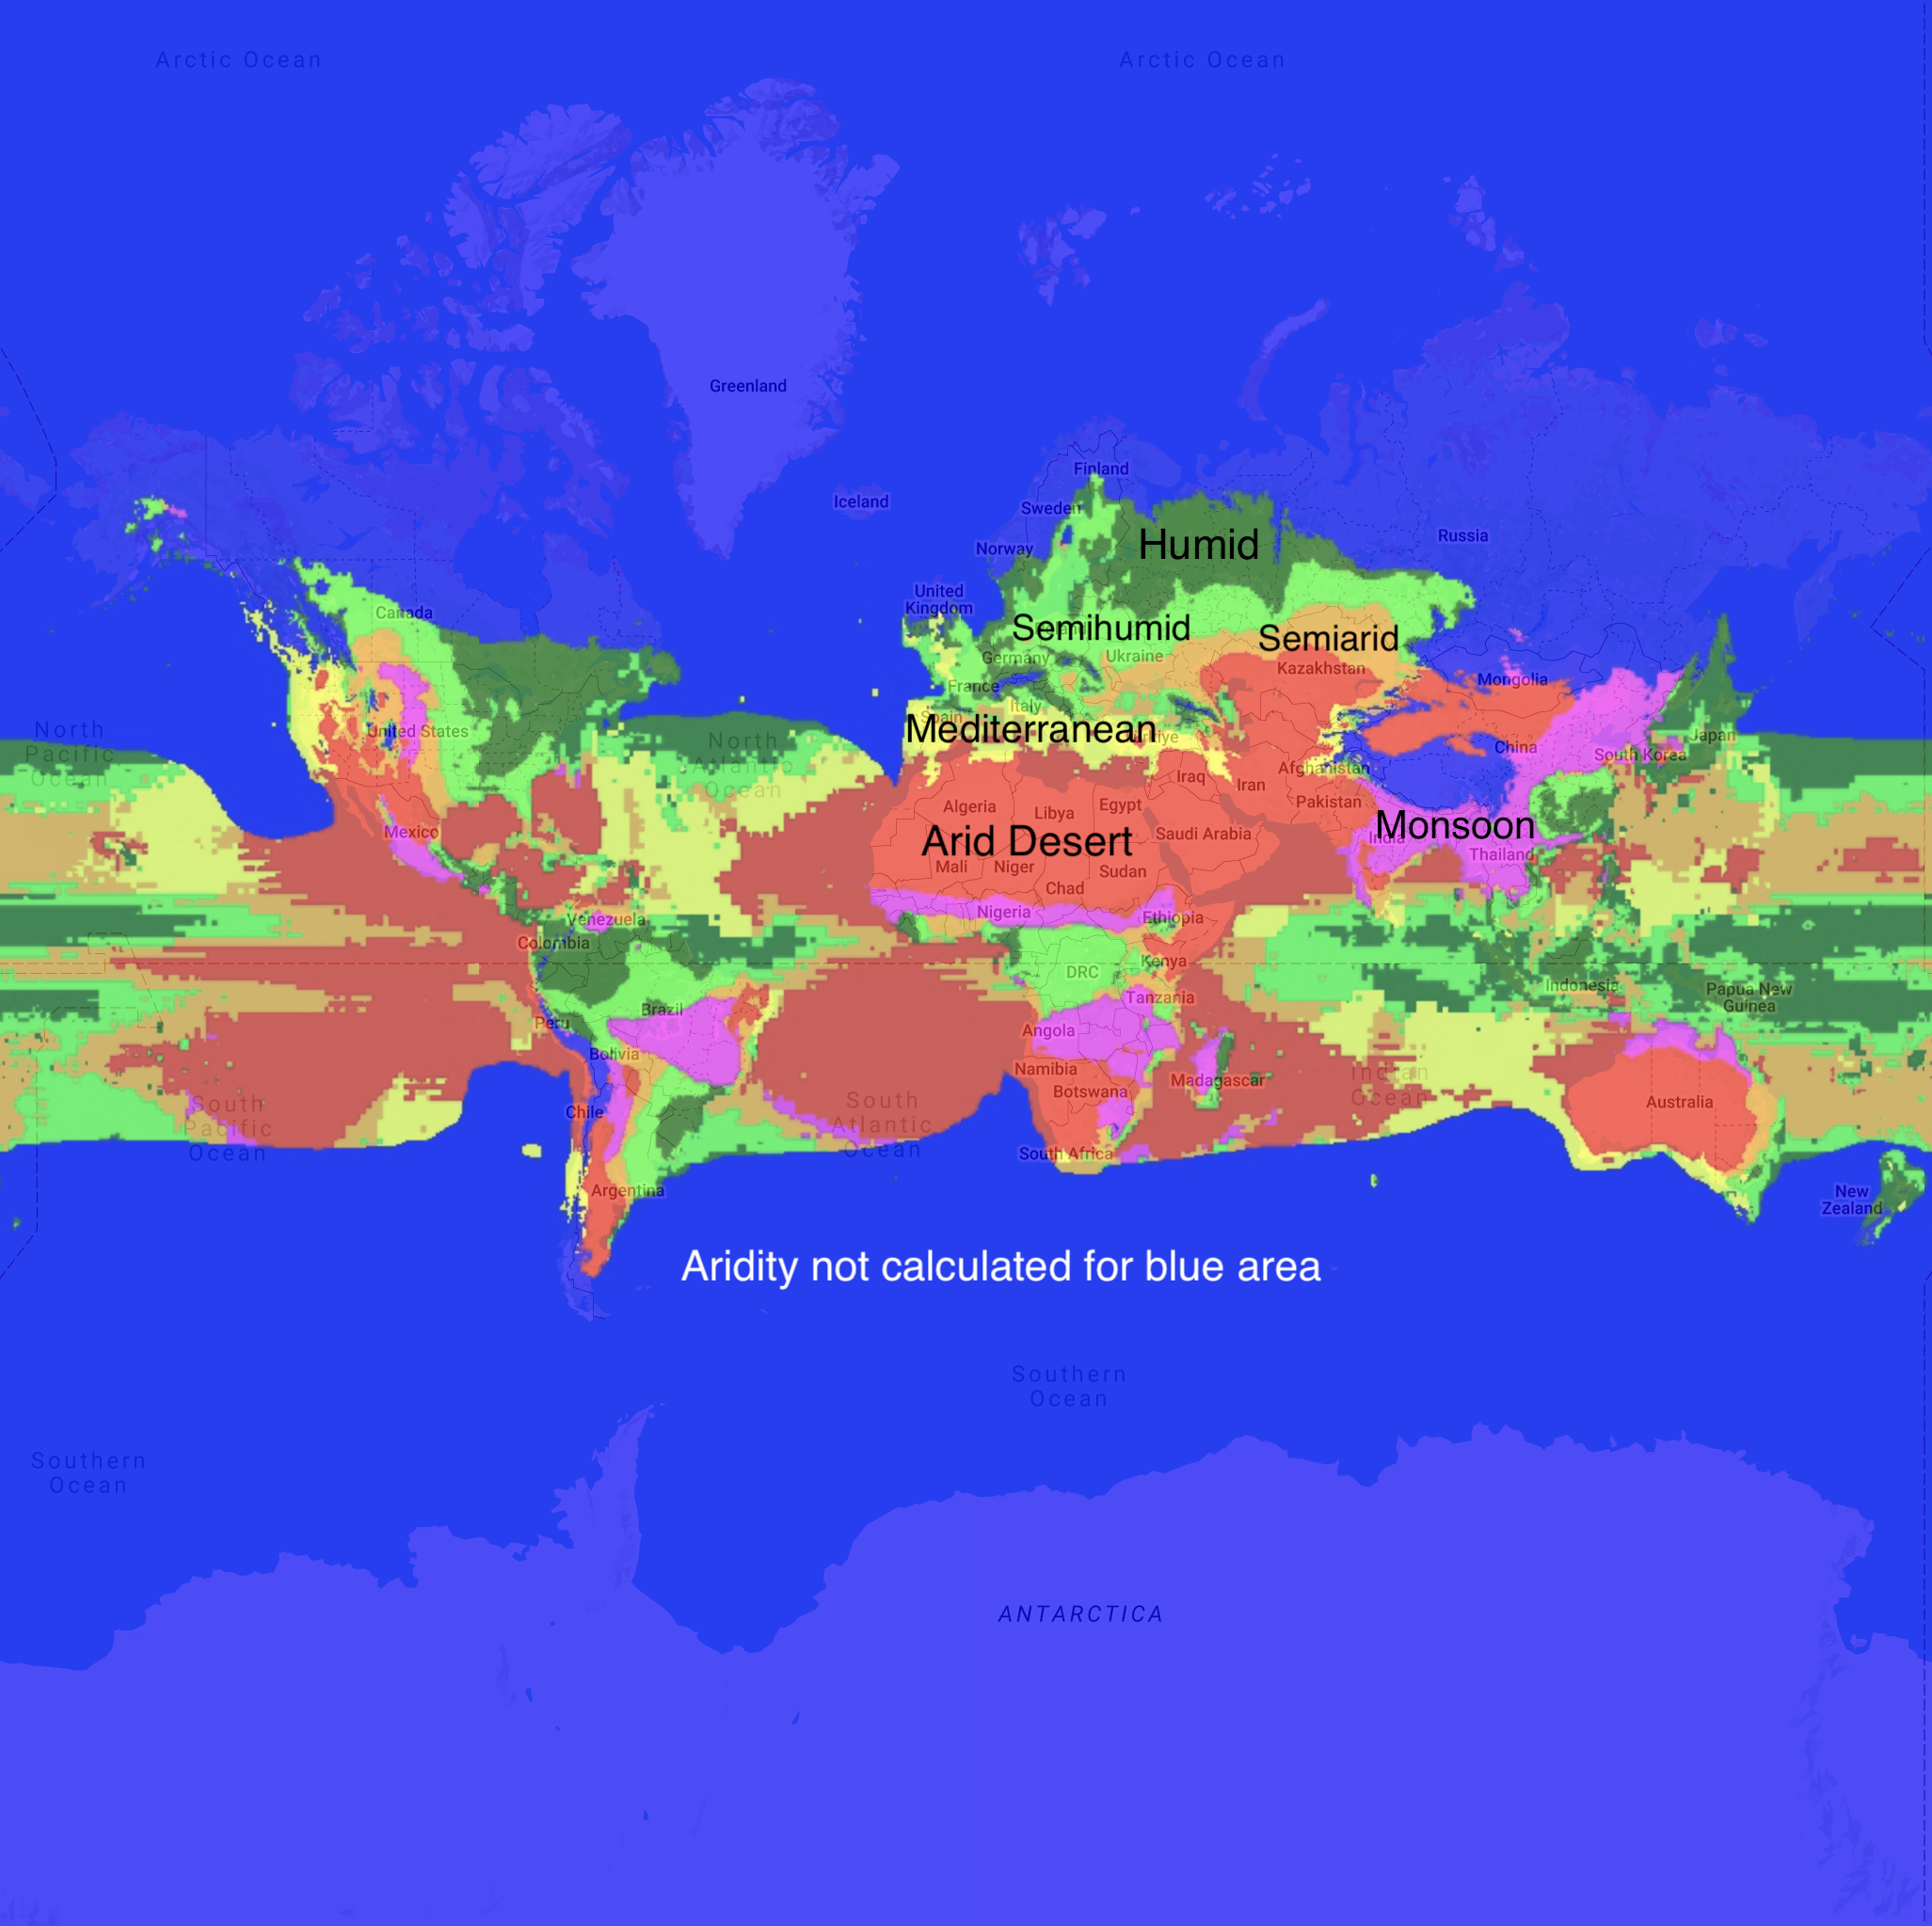 Arctic Ocean
Arctic Ocean
Greenland
Finland
Iceland
Sweden
Humid
Russia
Norway
United
Kingdom
Canada
Semihumid
Semiarid
Germany
Ukraine
Kazakhstan
France
Mongolia
Italy
Spain
Mediterranean
North
Pacific
Ocean
United States
North
Atlantic
Ocean
China
South Korea
Japan
Iraq
Iran
Afghanistan
Pakistan
Algeria
Libya
Egypt
Mexico
Arid Desert
Saudi Arabia
Monsoon
India
Thailand
Mali
Niger
Chad
Sudan
Venezuela
Nigeria
Ethiopia
Colombia
DRC
Kenya
Indonesia
Papua New
Guinea
Brazil
Tanzania
Peru
Angola
Bolivia
Namibia
Botswana
Madagascar
Indian
Ocean
Australia
Chile
South
Pacific
Ocean
South
Atlantic
Ocean
South Africa
Argentina
New
Zealand
Aridity not calculated for blue area
Southern
Ocean
Southern
Ocean
ANTARCTICA